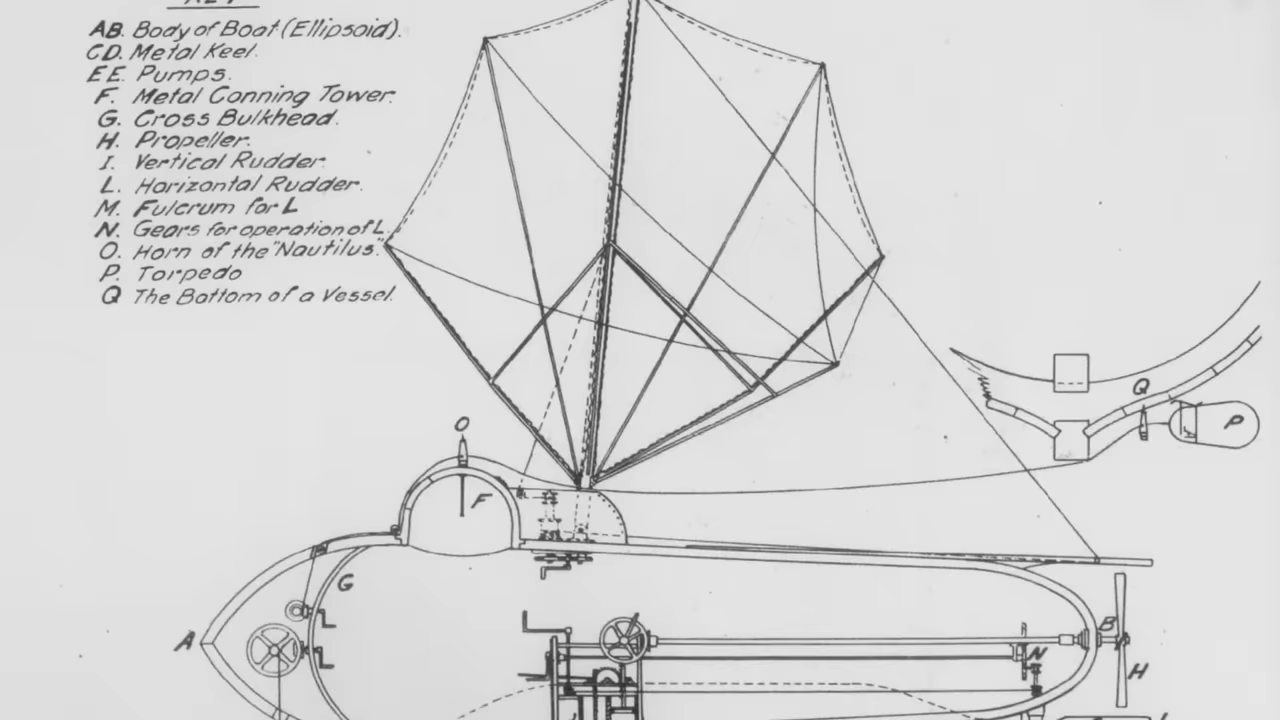 KEY
AB. Body of Boat (Ellipsoid).
CD. Metal Keel.
EE. Pumps.
F. Metal Conning Tower.
G. Cross Bulkhead.
H. Propeller.
I. Vertical Rudder.
L. Horizontal Rudder.
M. Fulcrum for L
N. Gears for operation of L.
O. Horn of the "Nautilus".
P. Torpedo
Q The Bottom of a Vessel.
Q
P
O
F
G
A
B
N
H